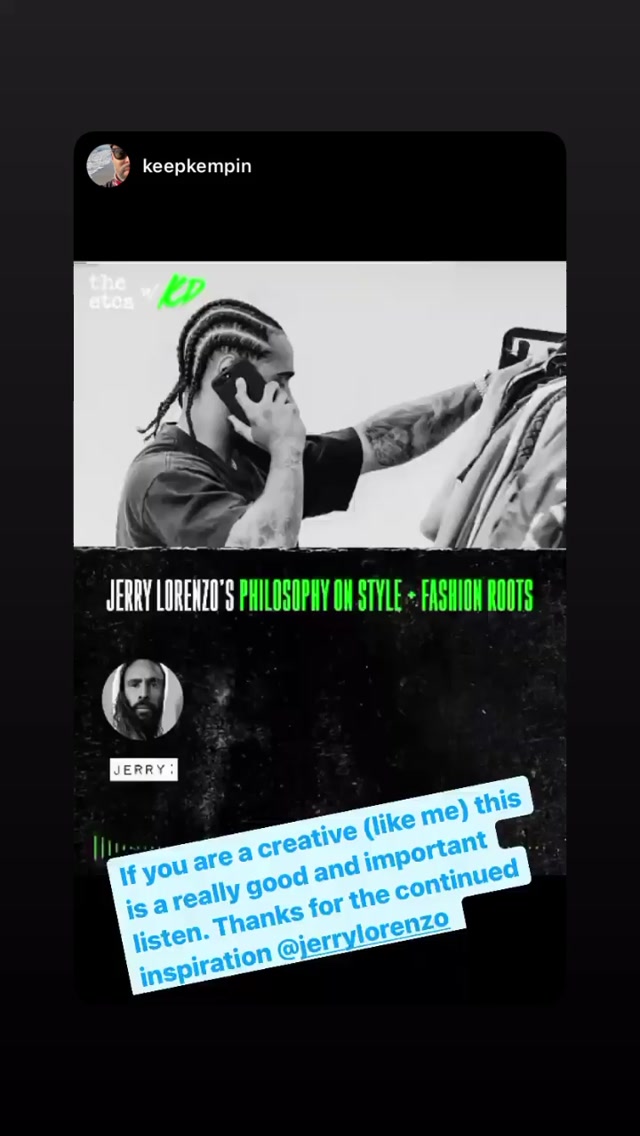 keepkempin
the
etcs w/ KD
JERRY LORENZO'S PHILOSOPHY ON STYLE + FASHION ROOTS
JERRY:
If you are a creative (like me) this
is a really good and important
listen. Thanks for the continued
inspiration @jerrylorenzo